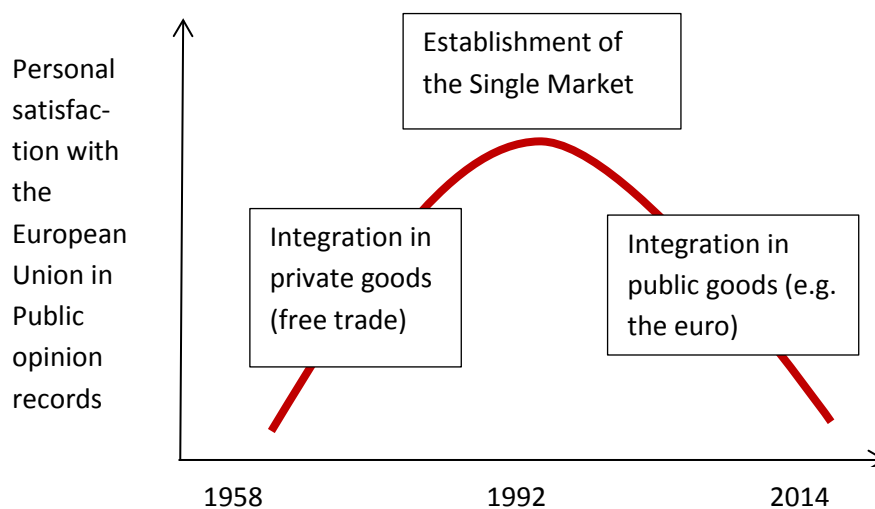 Personal
satisfac-
tion with
the
European
Union in
Public
opinion
records
Establishment of
the Single Market
Integration in
private goods
(free trade)
Integration in
public goods (e.g.
the euro)
1958
1992
2014